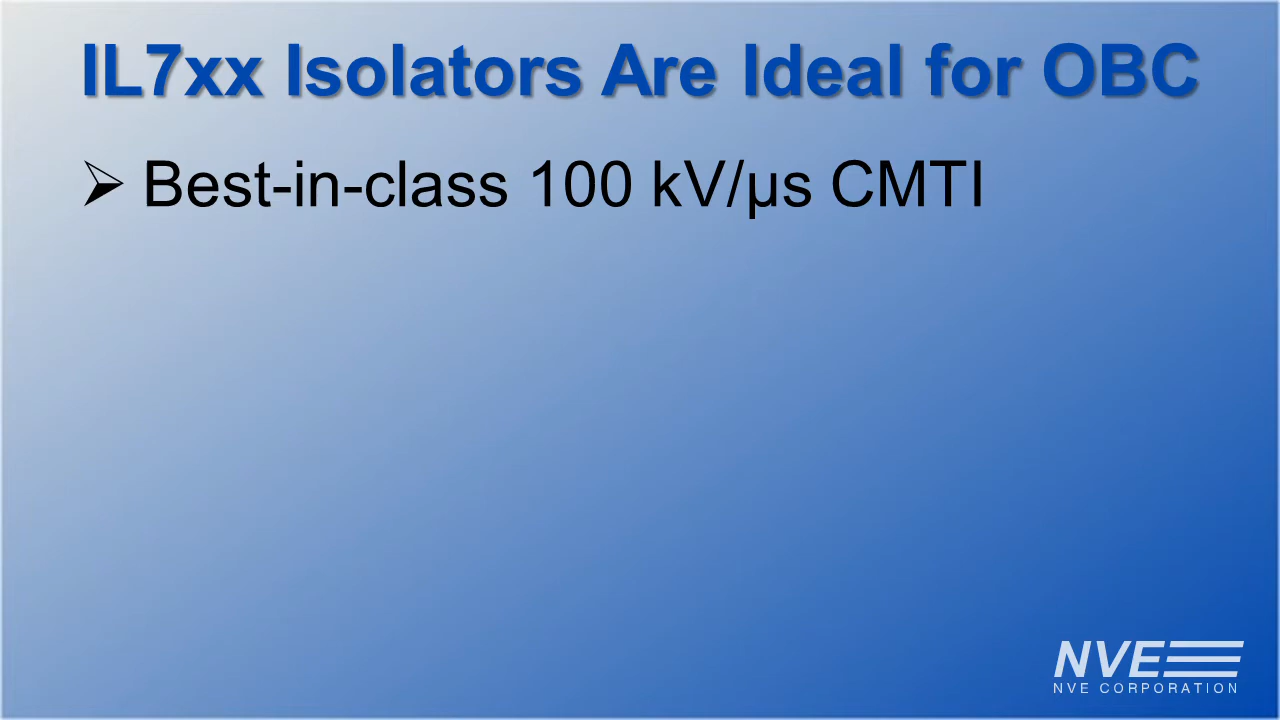 IL7xx Isolators Are Ideal for OBC
➢ Best-in-class 100 kV/µs CMTI
NVE
NVE CORPORATION